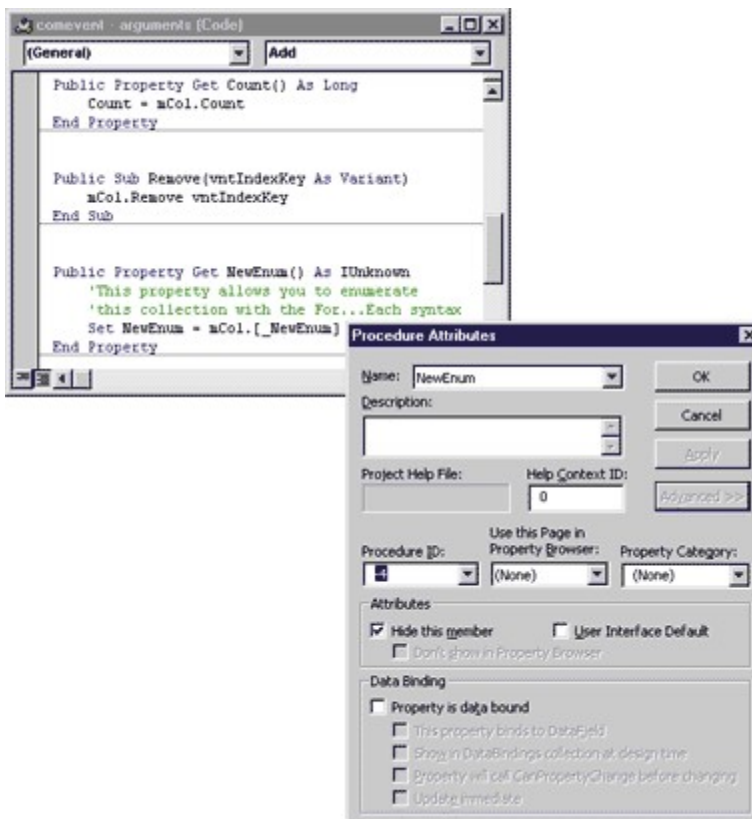 comevent - arguments (Code)
(General) Add
Public Property Get Count() As Long
Count = mCol.Count
End Property
Public Sub Remove(vntIndexKey As Variant)
mCol.Remove vntIndexKey
End Sub
Public Property Get NewEnum() As IUnknown
'This property allows you to enumerate
'this collection with the For...Each syntax
Set NewEnum = mCol.[_NewEnum]
End Property
Procedure Attributes
Name: NewEnum OK
Description: Cancel
Apply
Project Help File: Help Context ID:
0 Advanced >>
Procedure ID: Use this Page in Property Browser: Property Category:
-4 (None) (None)
Attributes
Hide this member User Interface Default
Don't show in Property Browser
Data Binding
Property is data bound
This property binds to DataField
Show in DataBindings collection at design time
Property will call CanPropertyChange before changing
Update immediate